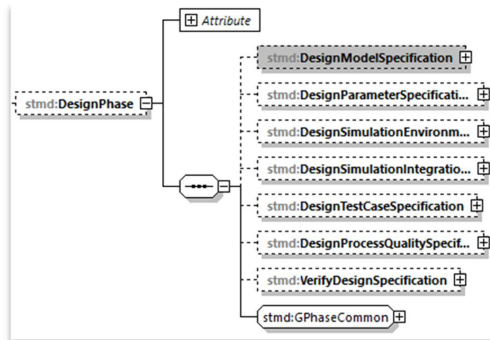 Attribute
stmd:DesignPhase
stmd:DesignModelSpecification
stmd:DesignParameterSpecificati...
stmd:DesignSimulationEnvironm...
stmd:DesignSimulationIntegratio...
stmd:DesignTestCaseSpecification
stmd:DesignProcessQualitySpecif...
stmd:VerifyDesignSpecification
stmd:GPhaseCommon